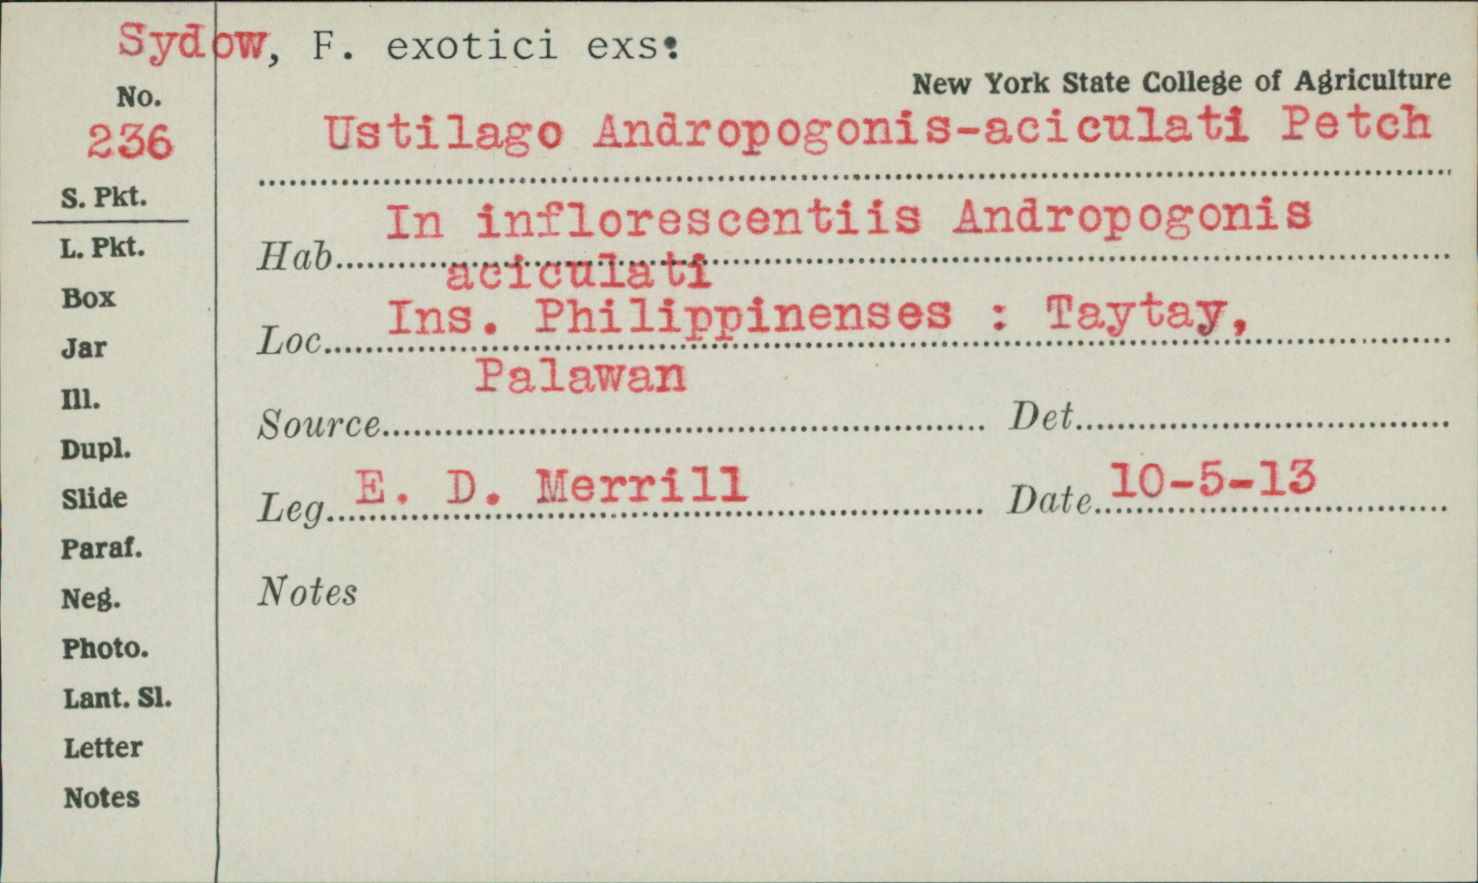 Sydow, F. exotici exs:
New York State College of Agriculture
No.
236
Ustilago Andropogonis-aciculati Petch
S. Pkt.
L. Pkt.
Box
Jar
Ill.
Dupl.
Slide
Paraf.
Neg.
Photo.
Lant. Sl.
Letter
Notes
Hab. In inflorescentiis Andropogonis
aciculati
Loc. Ins. Philippinenses : Taytay,
Palawan
Source Det.
Leg. E. D. Merrill Date 10-5-13
Notes